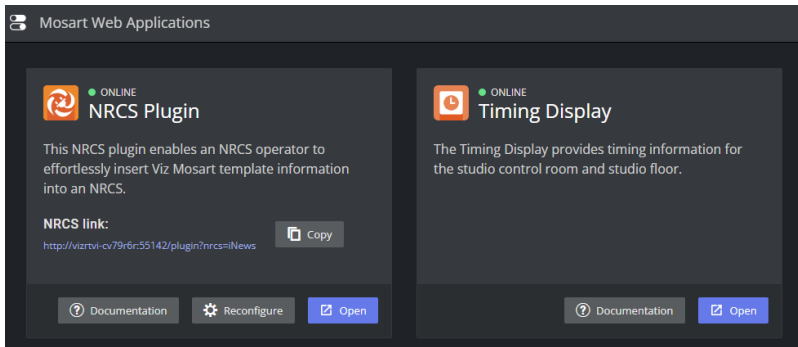 Mosart Web Applications
ONLINE
NRCS Plugin
This NRCS plugin enables an NRCS operator to
effortlessly insert Viz Mosart template information
into an NRCS.
NRCS link:
http://vizrtvi-cv79r6r:55142/plugin?nrcs=iNews
Copy
Documentation
Reconfigure
Open
ONLINE
Timing Display
The Timing Display provides timing information for
the studio control room and studio floor.
Documentation
Open